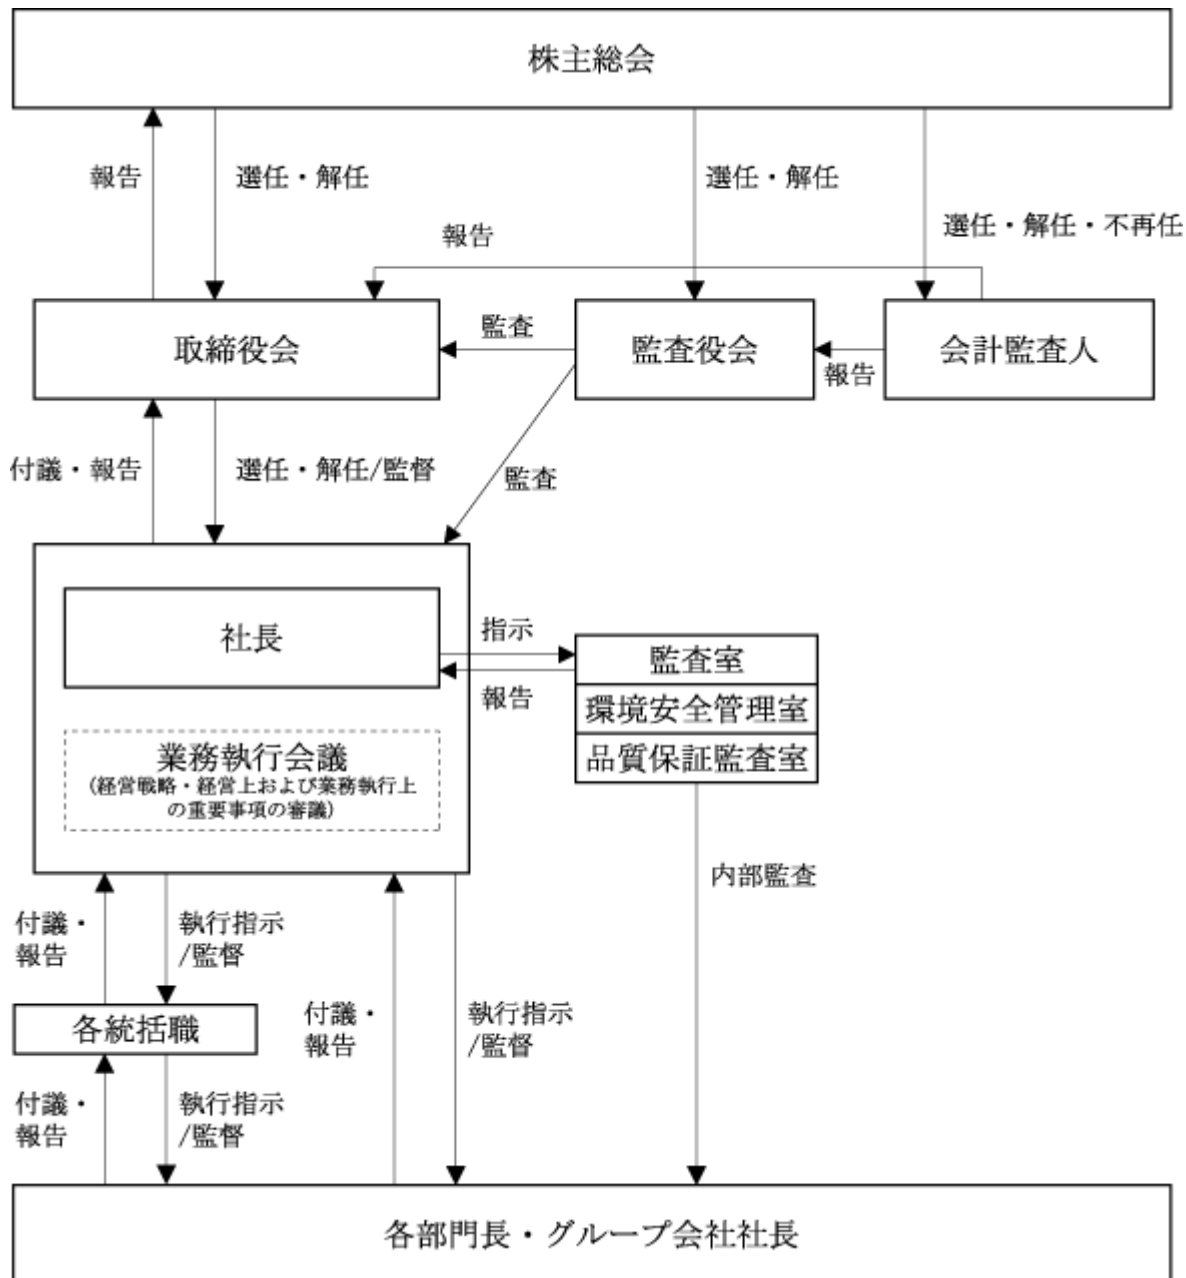 株主総会
報告
選任・解任
選任・解任
選任・解任・不再任
報告
取締役会
監査
監査役会
報告
会計監査人
付議・報告
選任・解任/監督
監査
社長
指示
報告
監査室
環境安全管理室
品質保証監査室
業務執行会議
(経営戦略・経営上および業務執行上
の重要事項の審議)
内部監査
付議・
報告
執行指示
/監督
各統括職
付議・
報告
執行指示
/監督
付議・
報告
執行指示
/監督
各部門長・グループ会社社長